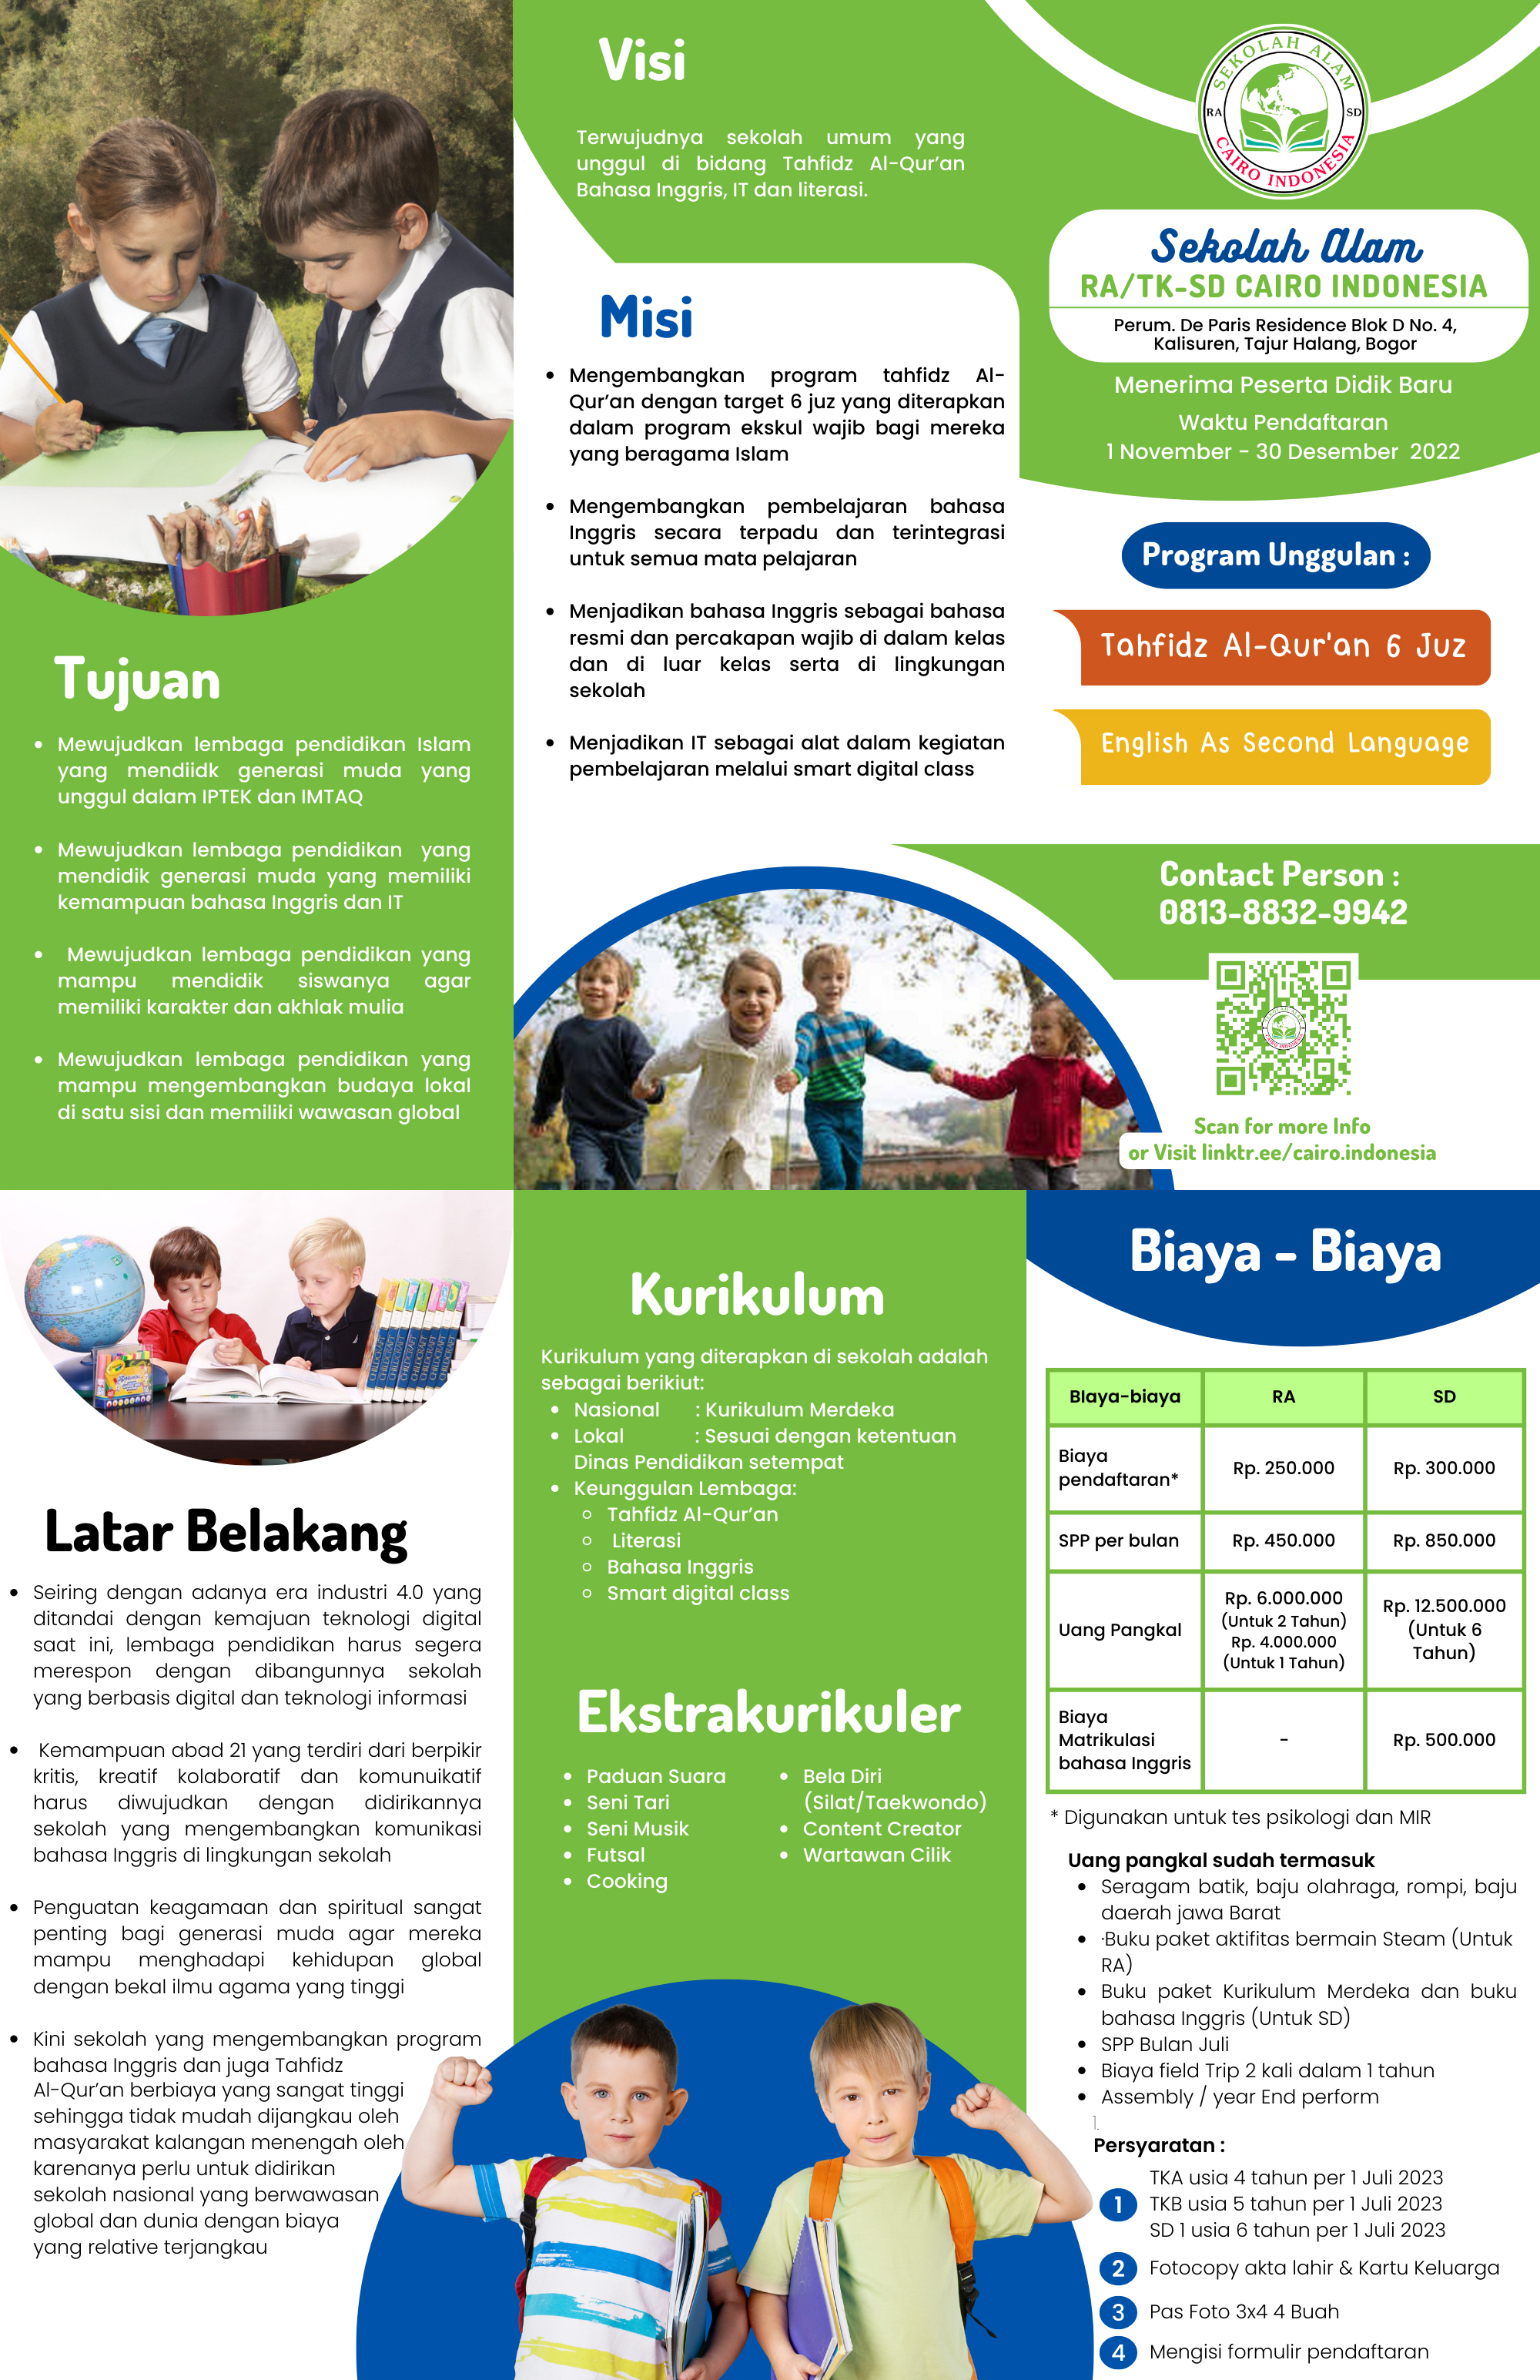 Tujuan
Mewujudkan lembaga pendidikan Islam
yang mendiidk generasi muda yang
unggul dalam IPTEK dan IMTAQ
Mewujudkan lembaga pendidikan yang
mendidik generasi muda yang memiliki
kemampuan bahasa Inggris dan IT
Mewujudkan lembaga pendidikan yang
mampu mendidik siswanya agar
memiliki karakter dan akhlak mulia
Mewujudkan lembaga pendidikan yang
mampu mengembangkan budaya lokal
di satu sisi dan memiliki wawasan global
Visi
Terwujudnya sekolah umum yang
unggul di bidang Tahfidz Al-Qur’an
Bahasa Inggris, IT dan literasi.
Misi
Mengembangkan program tahfidz Al-
Qur’an dengan target 6 juz yang diterapkan
dalam program ekskul wajib bagi mereka
yang beragama Islam
Mengembangkan pembelajaran bahasa
Inggris secara terpadu dan terintegrasi
untuk semua mata pelajaran
Menjadikan bahasa Inggris sebagai bahasa
resmi dan percakapan wajib di dalam kelas
dan di luar kelas serta di lingkungan
sekolah
Menjadikan IT sebagai alat dalam kegiatan
pembelajaran melalui smart digital class
SEKOLAH ALAM
RA SD
CAIRO INDONESIA
Sekolah Alam
RA/TK-SD CAIRO INDONESIA
Perum. De Paris Residence Blok D No. 4,
Kalisuren, Tajur Halang, Bogor
Menerima Peserta Didik Baru
Waktu Pendaftaran
1 November - 30 Desember 2022
Program Unggulan :
Tahfidz Al-Qur'an 6 Juz
English As Second Language
Contact Person :
0813-8832-9942
Scan for more Info
or Visit linktr.ee/cairo.indonesia
Latar Belakang
Seiring dengan adanya era industri 4.0 yang
ditandai dengan kemajuan teknologi digital
saat ini, lembaga pendidikan harus segera
merespon dengan dibangunnya sekolah
yang berbasis digital dan teknologi informasi
Kemampuan abad 21 yang terdiri dari berpikir
kritis, kreatif kolaboratif dan komunuikatif
harus diwujudkan dengan didirikannya
sekolah yang mengembangkan komunikasi
bahasa Inggris di lingkungan sekolah
Penguatan keagamaan dan spiritual sangat
penting bagi generasi muda agar mereka
mampu menghadapi kehidupan global
dengan bekal ilmu agama yang tinggi
Kini sekolah yang mengembangkan program
bahasa Inggris dan juga Tahfidz
Al-Qur’an berbiaya yang sangat tinggi
sehingga tidak mudah dijangkau oleh
masyarakat kalangan menengah oleh
karenanya perlu untuk didirikan
sekolah nasional yang berwawasan
global dan dunia dengan biaya
yang relative terjangkau
Kurikulum
Kurikulum yang diterapkan di sekolah adalah
sebagai berikiut:
Nasional : Kurikulum Merdeka
Lokal : Sesuai dengan ketentuan
Dinas Pendidikan setempat
Keunggulan Lembaga:
Tahfidz Al-Qur’an
Literasi
Bahasa Inggris
Smart digital class
Ekstrakurikuler
Paduan Suara
Seni Tari
Seni Musik
Futsal
Cooking
Bela Diri
(Silat/Taekwondo)
Content Creator
Wartawan Cilik
Biaya - Biaya
BIaya-biaya RA SD
Biaya
pendaftaran* Rp. 250.000 Rp. 300.000
SPP per bulan Rp. 450.000 Rp. 850.000
Uang Pangkal
Rp. 6.000.000
(Untuk 2 Tahun)
Rp. 4.000.000
(Untuk 1 Tahun)
Rp. 12.500.000
(Untuk 6
Tahun)
Biaya
Matrikulasi
bahasa Inggris
- Rp. 500.000
* Digunakan untuk tes psikologi dan MIR
Uang pangkal sudah termasuk
Seragam batik, baju olahraga, rompi, baju
daerah jawa Barat
·Buku paket aktifitas bermain Steam (Untuk
RA)
Buku paket Kurikulum Merdeka dan buku
bahasa Inggris (Untuk SD)
SPP Bulan Juli
Biaya field Trip 2 kali dalam 1 tahun
Assembly / year End perform
1.
Persyaratan :
1
TKA usia 4 tahun per 1 Juli 2023
TKB usia 5 tahun per 1 Juli 2023
SD 1 usia 6 tahun per 1 Juli 2023
2 Fotocopy akta lahir & Kartu Keluarga
3 Pas Foto 3x4 4 Buah
4 Mengisi formulir pendaftaran